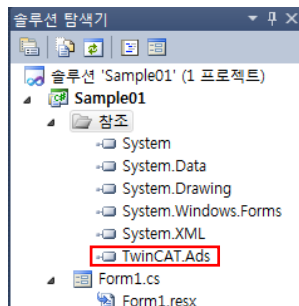 솔루션 탐색기
솔루션 'Sample01' (1 프로젝트)
Sample01
참조
System
System.Data
System.Drawing
System.Windows.Forms
System.XML
TwinCAT.Ads
Form1.cs
Form1.resx